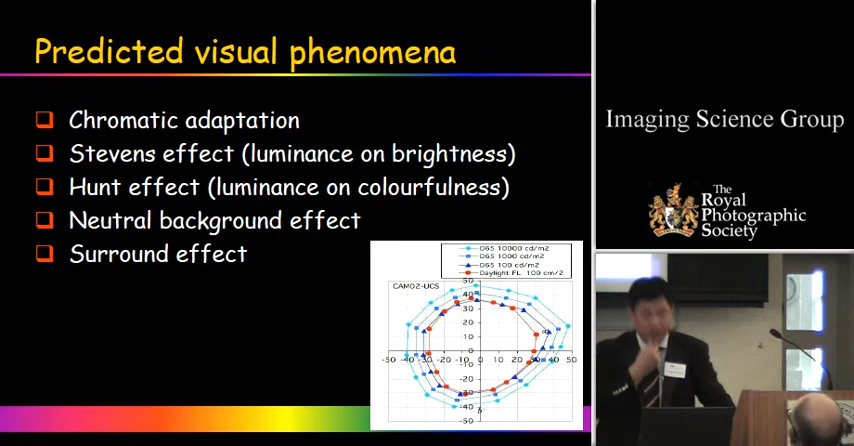 Predicted visual phenomena
Chromatic adaptation
Stevens effect (luminance on brightness)
Hunt effect (luminance on colourfulness)
Neutral background effect
Surround effect
D65 10000 cd/m2
D65 1000 cd/m2
D65 100 cd/m2
Daylight FL 100 cm/2
CAM02-UCS
50
40
30
20
10
0
-50 -40 -30 -20 -10 0 10 20 30 40 50
-10
-20
-30
-40
-50
a'
b'
Imaging Science Group
The
Royal
Photographic
Society